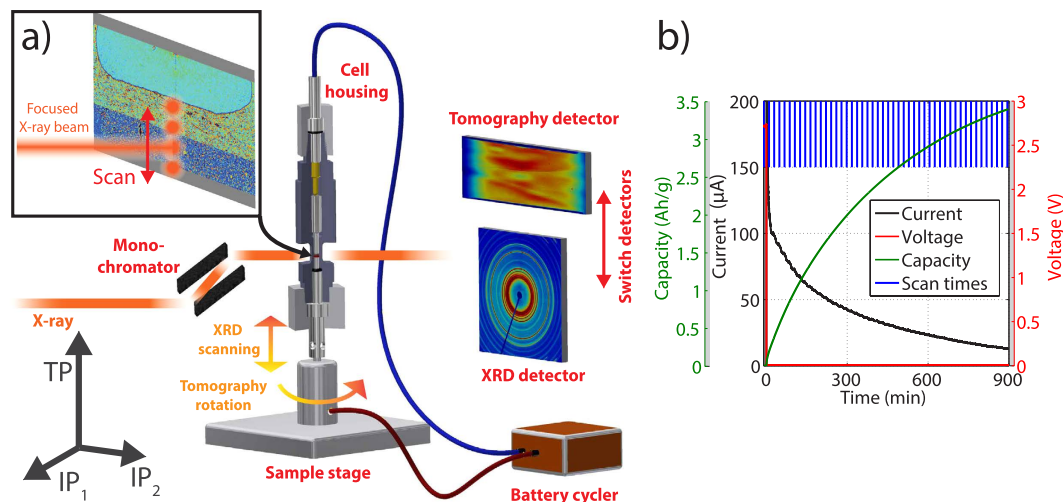 a)
Focused
X-ray beam
Scan
Cell
housing
Tomography detector
Switch detectors
Mono-
chromator
X-ray
XRD
scanning
Tomography
rotation
XRD detector
Sample stage
Battery cycler
TP
IP1
IP2
b)
3.5
3
2.5
2
1.5
1
0.5
0
Capacity (Ah/g)
200
150
100
50
0
Current (µA)
Current
Voltage
Capacity
Scan times
3
2.5
2
1.5
1
0.5
0
Voltage (V)
0
300
600
900
Time (min)